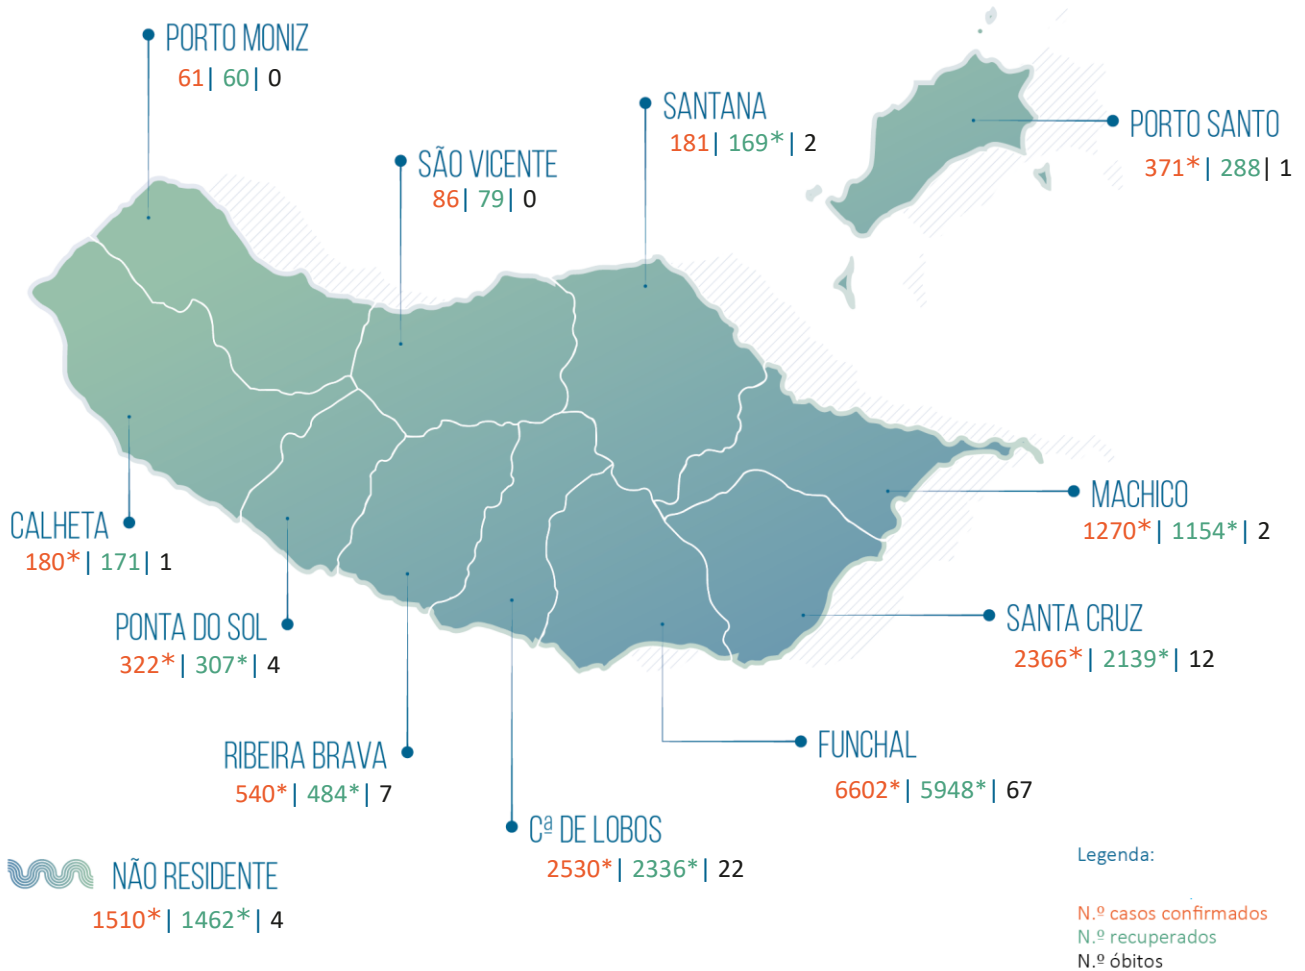 PORTO MONIZ
61| 60| 0
SANTANA
181| 169*| 2
PORTO SANTO
371*| 288| 1
SÃO VICENTE
86| 79| 0
MACHICO
1270*| 1154*| 2
CALHETA
180*| 171| 1
SANTA CRUZ
2366*| 2139*| 12
PONTA DO SOL
322*| 307*| 4
FUNCHAL
6602*| 5948*| 67
RIBEIRA BRAVA
540*| 484*| 7
Cª DE LOBOS
2530*| 2336*| 22
NÃO RESIDENTE
1510*| 1462*| 4
Legenda:
N.º casos confirmados
N.º recuperados
N.º óbitos